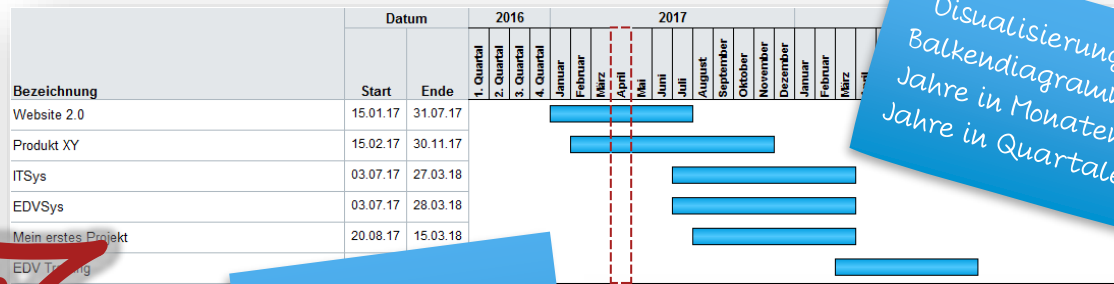 Datum 2016 2017
Bezeichnung Start Ende 1. Quartal 2. Quartal 3. Quartal 4. Quartal Januar Februar März April Mai Juni Juli August September Oktober November Dezember Januar Februar März
Website 2.0 15.01.17 31.07.17
Produkt XY 15.02.17 30.11.17
ITSys 03.07.17 27.03.18
EDVSys 03.07.17 28.03.18
Mein erstes Projekt 20.08.17 15.03.18
EDV
Visualisierung
Balkendiagramm
Jahre in Monaten
Jahre in Quartale